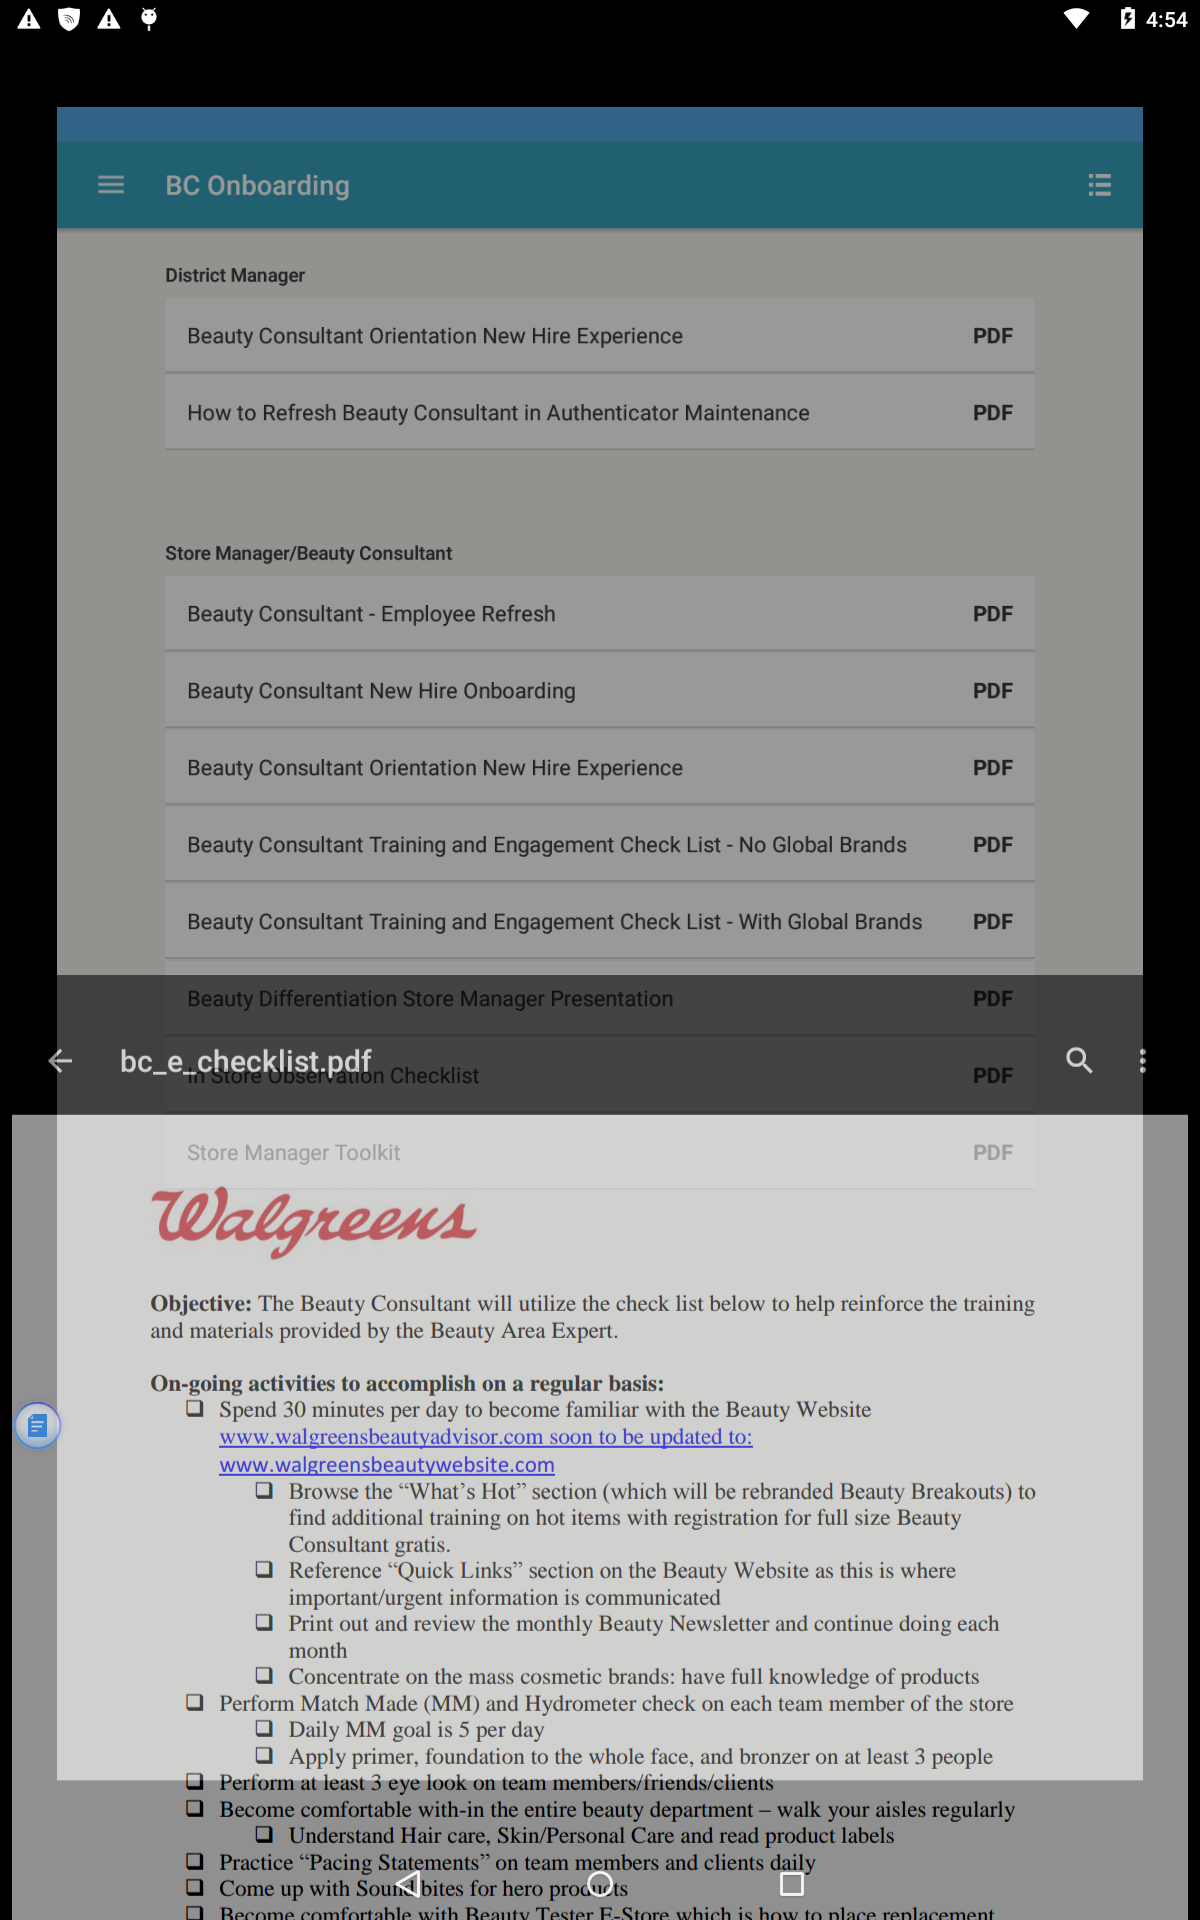 4:54
BC Onboarding
District Manager
Beauty Consultant Orientation New Hire Experience PDF
How to Refresh Beauty Consultant in Authenticator Maintenance PDF
Store Manager/Beauty Consultant
Beauty Consultant - Employee Refresh PDF
Beauty Consultant New Hire Onboarding PDF
Beauty Consultant Orientation New Hire Experience PDF
Beauty Consultant Training and Engagement Check List - No Global Brands PDF
Beauty Consultant Training and Engagement Check List - With Global Brands PDF
Beauty Differentiation Store Manager Presentation PDF
bc_e_checklist.pdf
In Store Observation Checklist PDF
Store Manager Toolkit PDF
Walgreens
Objective: The Beauty Consultant will utilize the check list below to help reinforce the training
and materials provided by the Beauty Area Expert.
On-going activities to accomplish on a regular basis:
Spend 30 minutes per day to become familiar with the Beauty Website
www.walgreensbeautyadvisor.com soon to be updated to:
www.walgreensbeautywebsite.com
Browse the “What’s Hot” section (which will be rebranded Beauty Breakouts) to
find additional training on hot items with registration for full size Beauty
Consultant gratis.
Reference “Quick Links” section on the Beauty Website as this is where
important/urgent information is communicated
Print out and review the monthly Beauty Newsletter and continue doing each
month
Concentrate on the mass cosmetic brands: have full knowledge of products
Perform Match Made (MM) and Hydrometer check on each team member of the store
Daily MM goal is 5 per day
Apply primer, foundation to the whole face, and bronzer on at least 3 people
Perform at least 3 eye look on team members/friends/clients
Become comfortable with-in the entire beauty department – walk your aisles regularly
Understand Hair care, Skin/Personal Care and read product labels
Practice “Pacing Statements” on team members and clients daily
Come up with Sound bites for hero products
Become comfortable with Beauty Tester E-Store which is how to place replacement